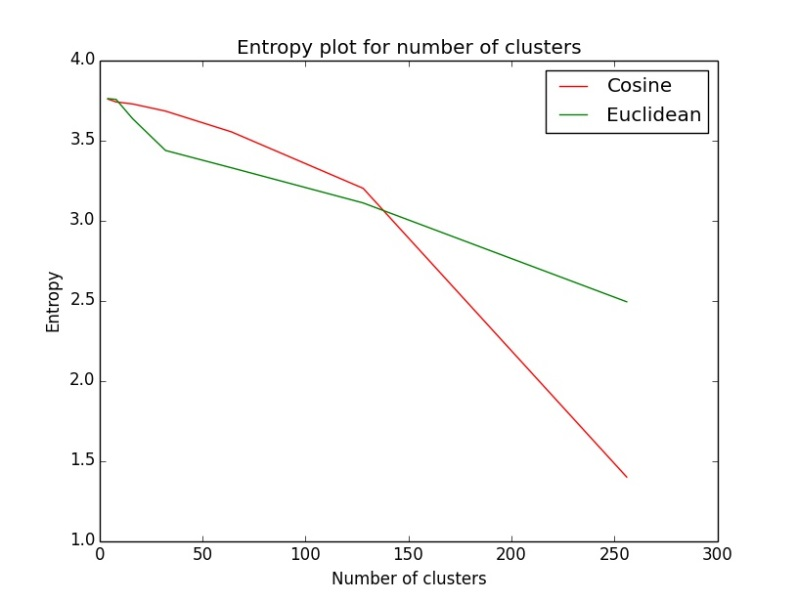 Entropy plot for number of clusters
Cosine
Euclidean
4.0
3.5
3.0
2.5
2.0
1.5
1.0
Entropy
0 50 100 150 200 250 300
Number of clusters